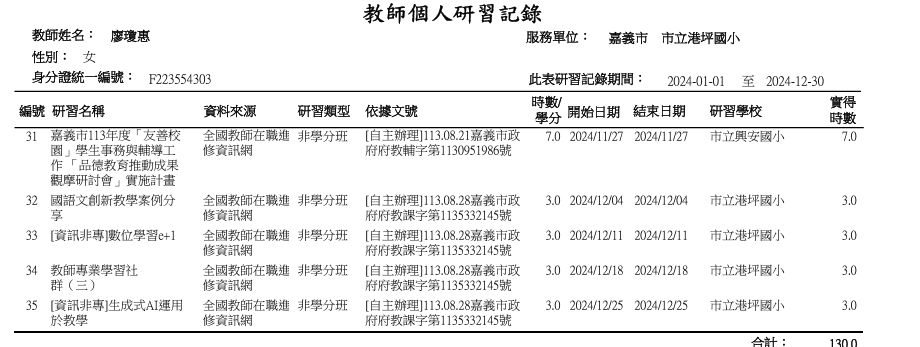 教師個人研習記錄
教師姓名： 廖瓊惠
服務單位： 嘉義市 市立港坪國小
性別： 女
身分證統一編號： F223554303
此表研習記錄期間： 2024-01-01 至 2024-12-30
編號 研習名稱 資料來源 研習類型 依據文號 時數/學分 開始日期 結束日期 研習學校 實得時數
31 嘉義市113年度「友善校 全國教師在職進 非學分班 [自主辦理]113.08.21嘉義市政 7.0 2024/11/27 2024/11/27 市立興安國小 7.0
園」學生事務與輔導工 修資訊網 府府教輔字第1130951986號
作「品德教育推動成果
觀摩研討會」實施計畫
32 國語文創新教學案例分 全國教師在職進 非學分班 [自主辦理]113.08.28嘉義市政 3.0 2024/12/04 2024/12/04 市立港坪國小 3.0
享 修資訊網 府府教課字第1135332145號
33 [資訊非專]數位學習e+1 全國教師在職進 非學分班 [自主辦理]113.08.28嘉義市政 3.0 2024/12/11 2024/12/11 市立港坪國小 3.0
修資訊網 府府教課字第1135332145號
34 教師專業學習社 全國教師在職進 非學分班 [自主辦理]113.08.28嘉義市政 3.0 2024/12/18 2024/12/18 市立港坪國小 3.0
群（三） 修資訊網 府府教課字第1135332145號
35 [資訊非專]生成式AI運用 全國教師在職進 非學分班 [自主辦理]113.08.28嘉義市政 3.0 2024/12/25 2024/12/25 市立港坪國小 3.0
於教學 修資訊網 府府教課字第1135332145號
合計： 130.0